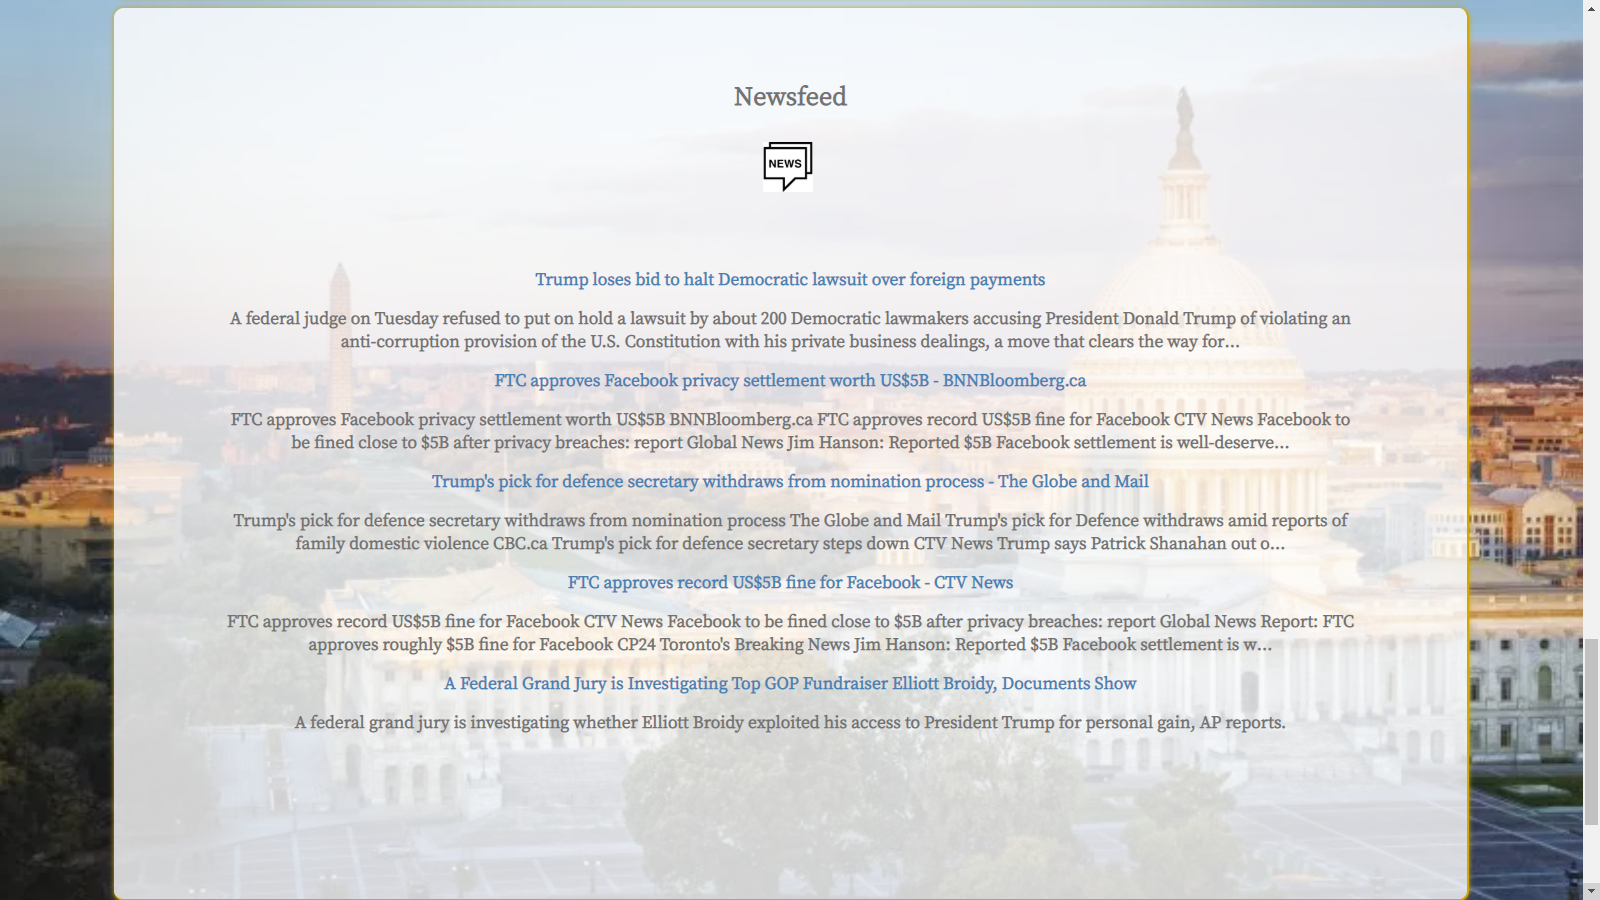 Newsfeed
NEWS
Trump loses bid to halt Democratic lawsuit over foreign payments
A federal judge on Tuesday refused to put on hold a lawsuit by about 200 Democratic lawmakers accusing President Donald Trump of violating an
anti-corruption provision of the U.S. Constitution with his private business dealings, a move that clears the way for…
FTC approves Facebook privacy settlement worth US$5B - BNNBloomberg.ca
FTC approves Facebook privacy settlement worth US$5B BNNBloomberg.ca FTC approves record US$5B fine for Facebook CTV News Facebook to
be fined close to $5B after privacy breaches: report Global News Jim Hanson: Reported $5B Facebook settlement is well-deserve…
Trump's pick for defence secretary withdraws from nomination process - The Globe and Mail
Trump's pick for defence secretary withdraws from nomination process The Globe and Mail Trump's pick for Defence withdraws amid reports of
family domestic violence CBC.ca Trump's pick for defence secretary steps down CTV News Trump says Patrick Shanahan out o…
FTC approves record US$5B fine for Facebook - CTV News
FTC approves record US$5B fine for Facebook CTV News Facebook to be fined close to $5B after privacy breaches: report Global News Report: FTC
approves roughly $5B fine for Facebook CP24 Toronto's Breaking News Jim Hanson: Reported $5B Facebook settlement is w…
A Federal Grand Jury is Investigating Top GOP Fundraiser Elliott Broidy, Documents Show
A federal grand jury is investigating whether Elliott Broidy exploited his access to President Trump for personal gain, AP reports.